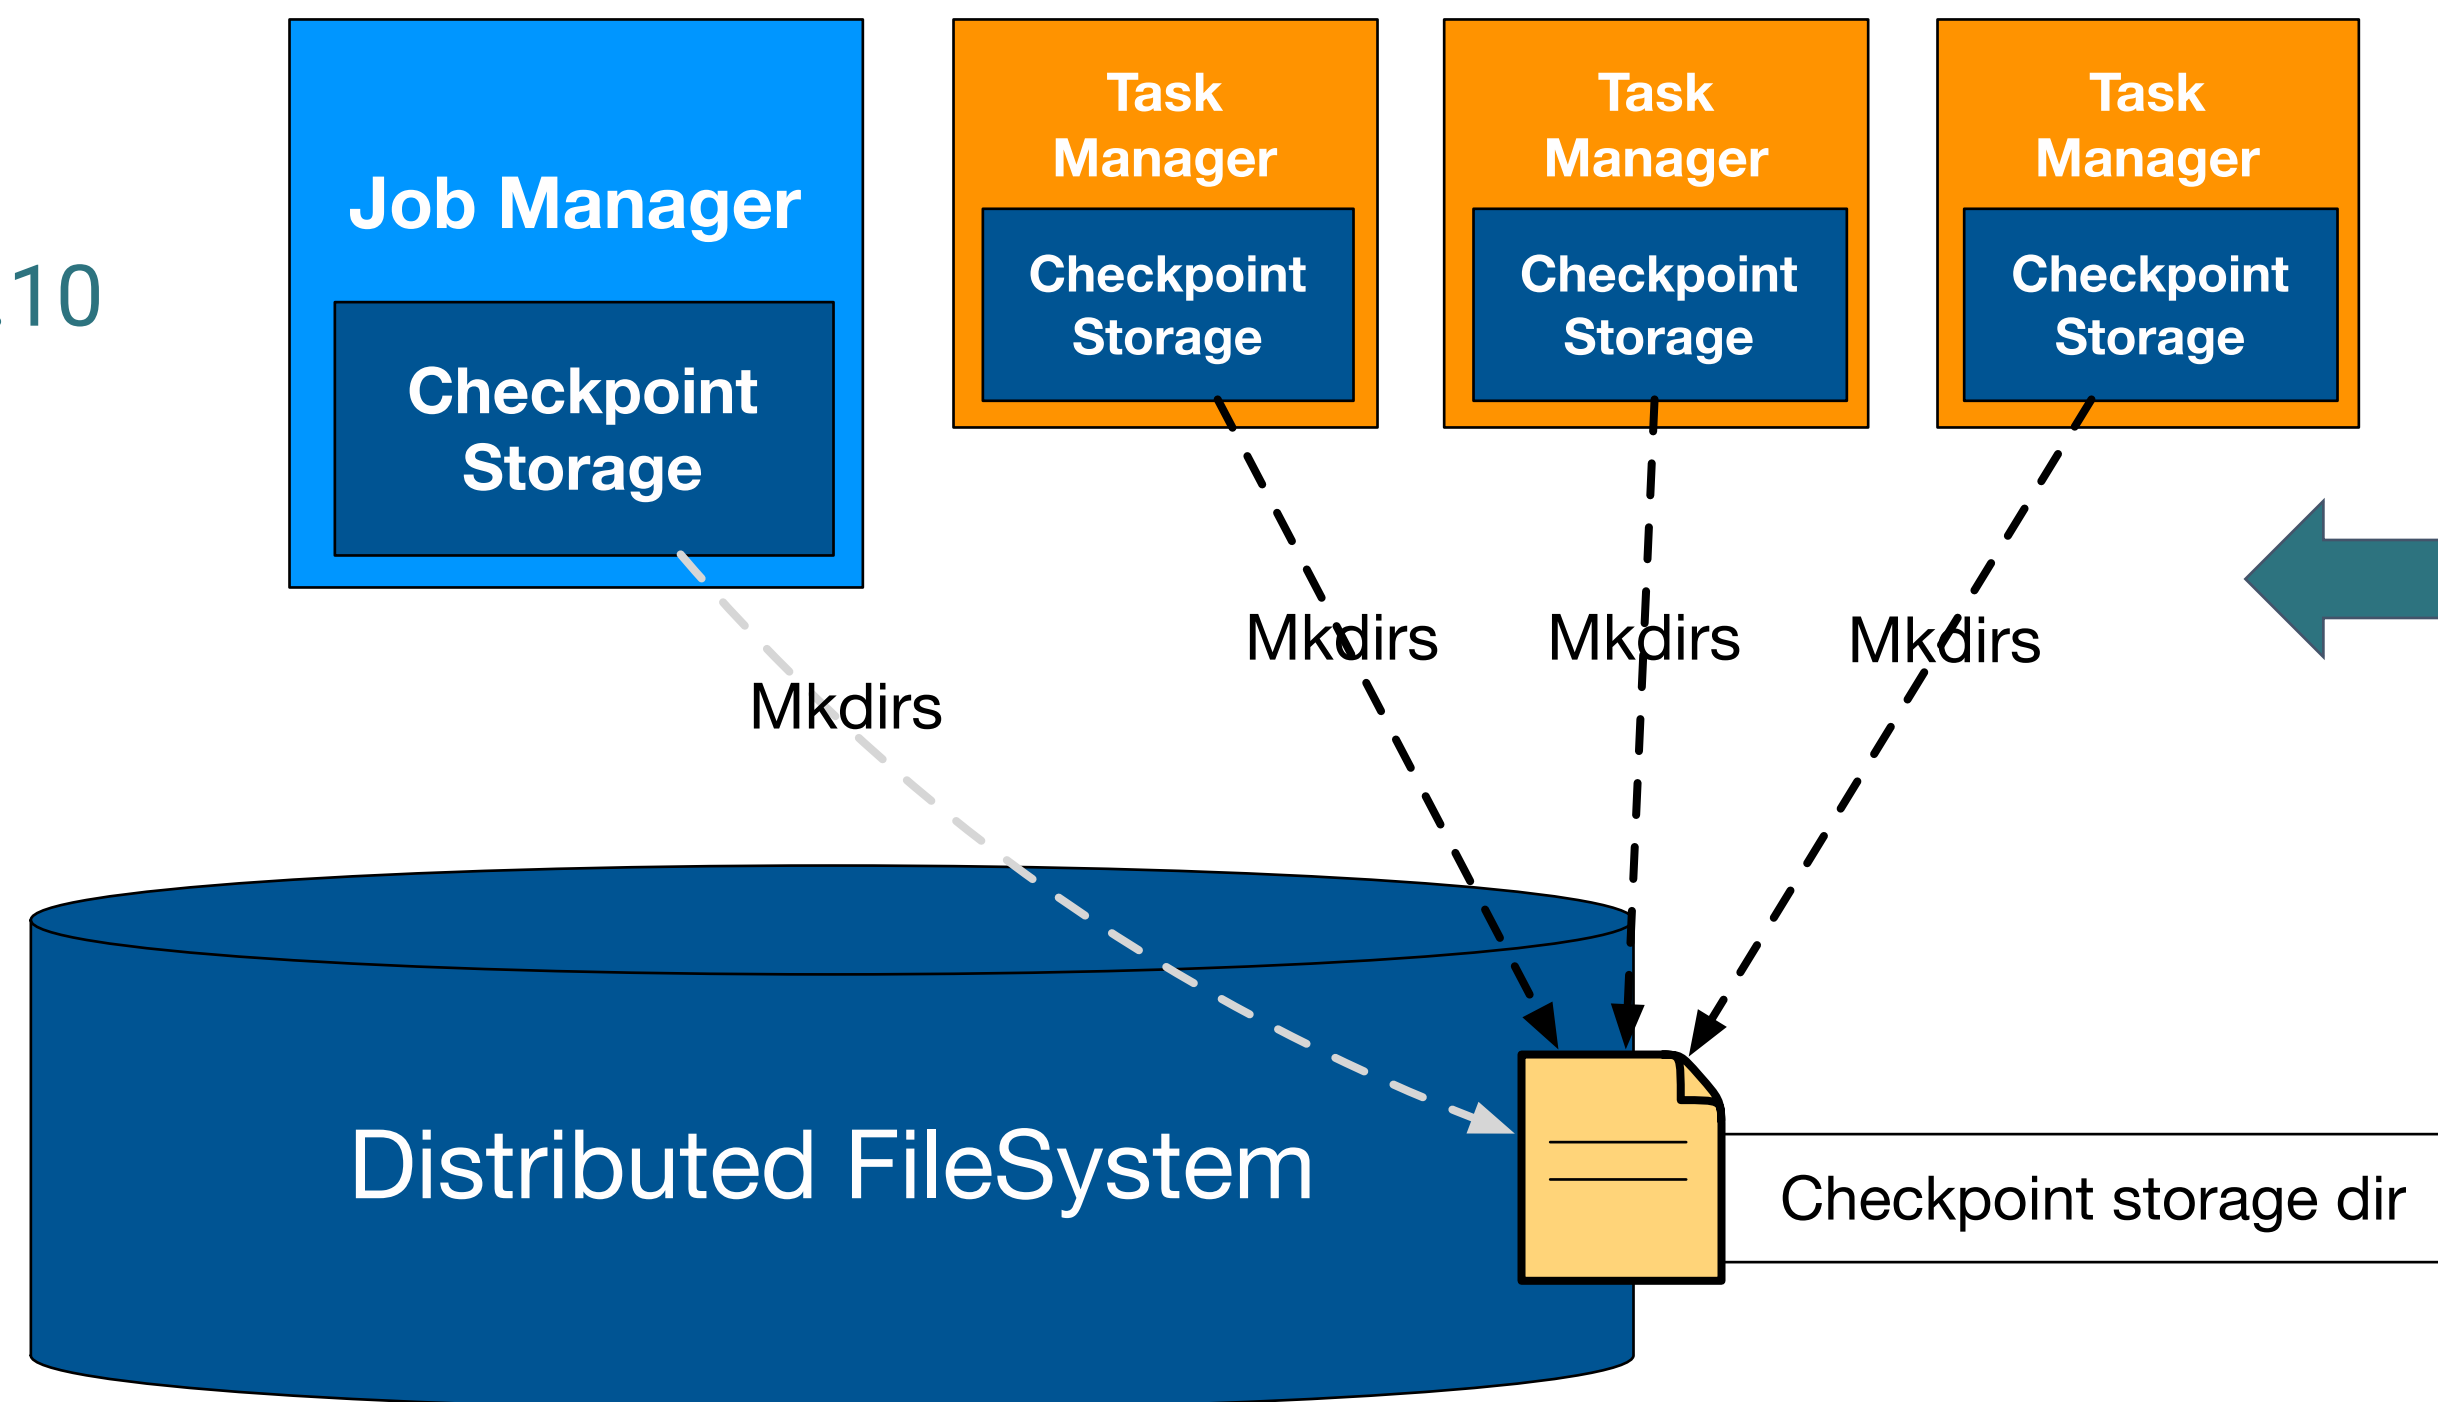 .10
Job Manager
Checkpoint
Storage
Task
Manager
Checkpoint
Storage
Task
Manager
Checkpoint
Storage
Task
Manager
Checkpoint
Storage
Mkdirs
Mkdirs
Mkdirs
Mkdirs
Distributed FileSystem
Checkpoint storage dir